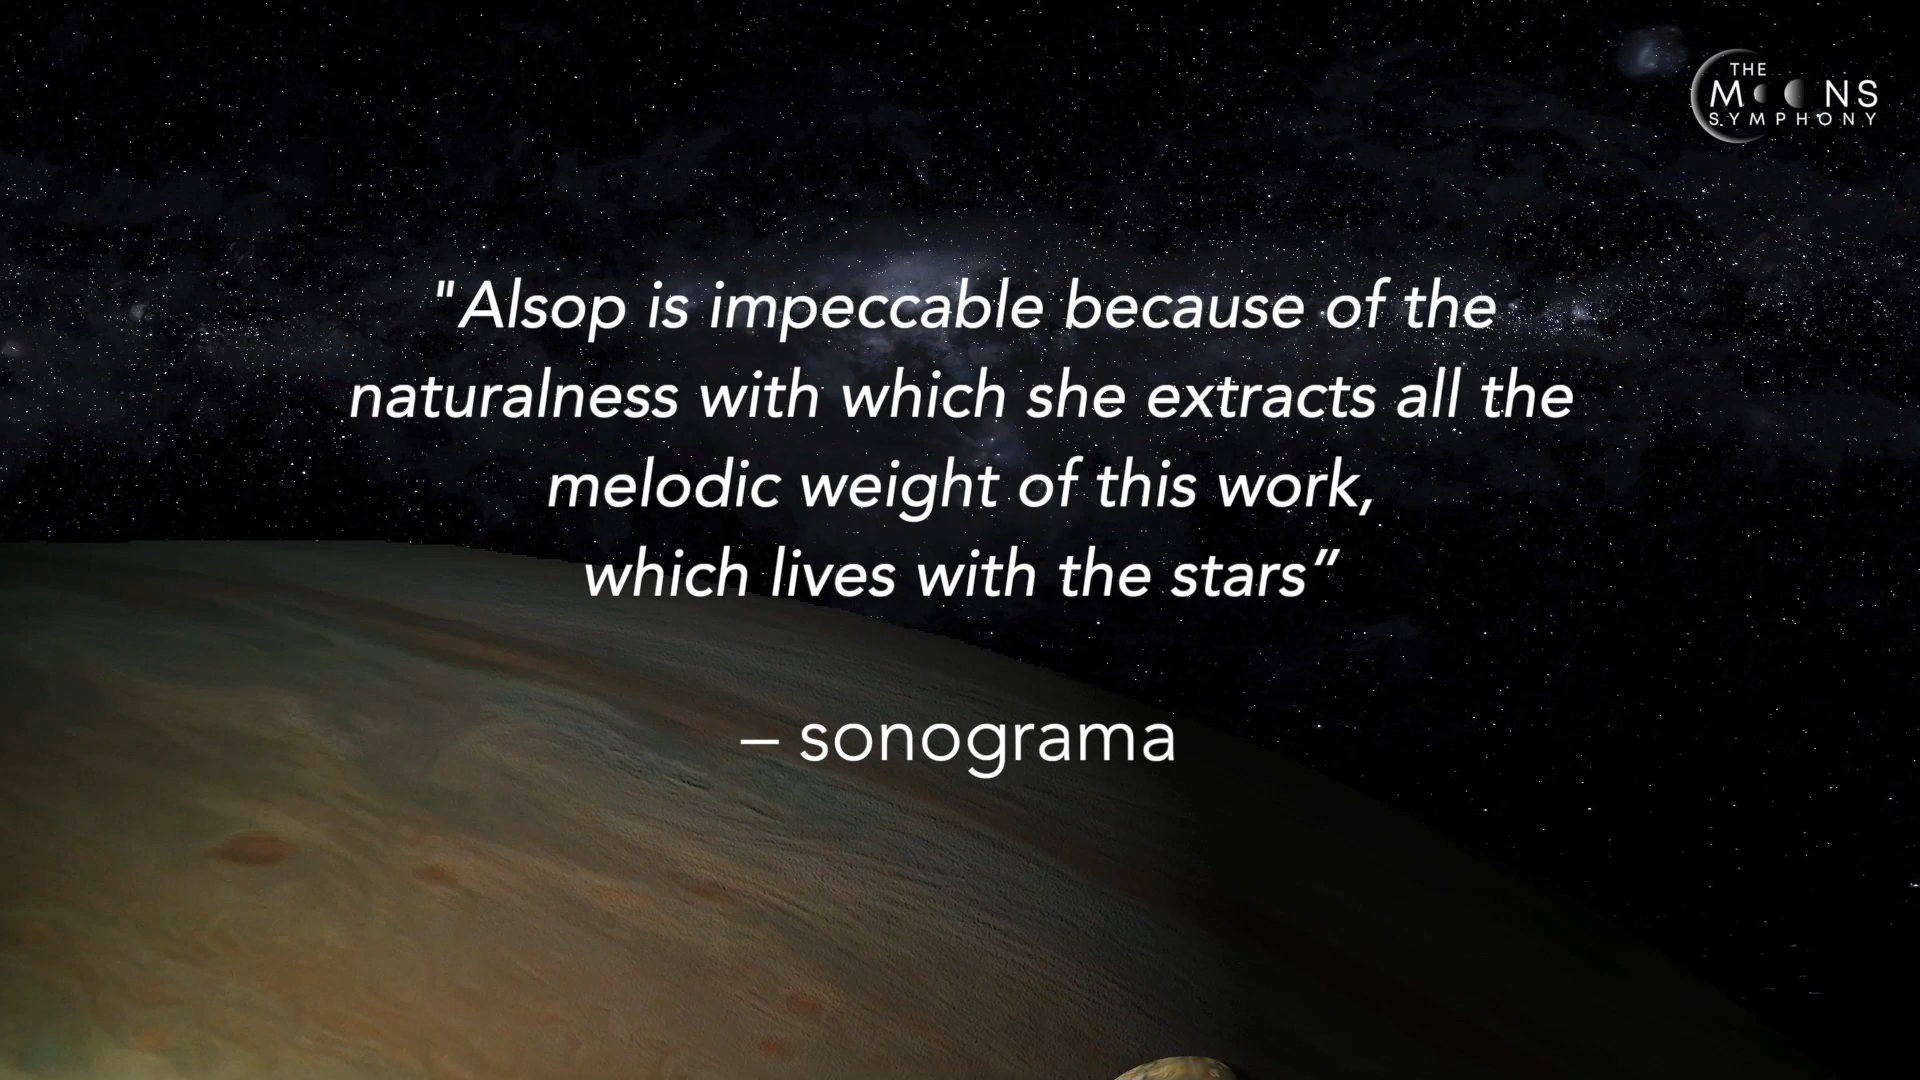 THE
MOONS
SYMPHONY
"Alsop is impeccable because of the
naturalness with which she extracts all the
melodic weight of this work,
which lives with the stars”
– sonograma